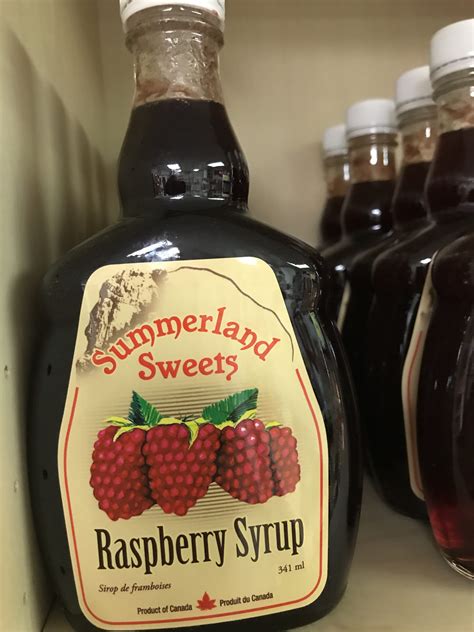 Summerland
Sweets
Raspberry Syrup
Sirop de framboises
341 ml
Product of Canada Produit du Canada